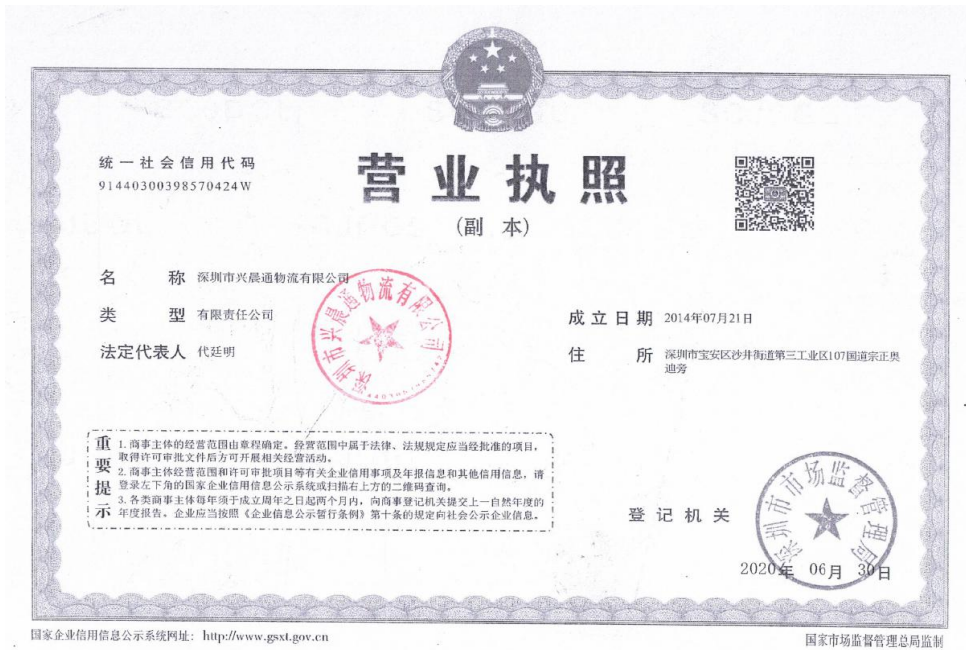 统一社会信用代码
91440300398570424W
营业执照
(副 本)
名 称 深圳市兴晨通物流有限公司
类 型 有限责任公司
法定代表人 代廷明
成立日期 2014年07月21日
住 所 深圳市宝安区沙井街道第三工业区107国道宗正奥
迪旁
深圳市兴晨通物流有限公司
重要提示
1.商事主体的经营范围由章程确定。经营范围中属于法律、法规规定应当经批准的项目,
取得许可审批文件后方可开展相关经营活动。
2.商事主体经营范围和许可审批项目等有关企业信用事项及年报信息和其他信用信息,请
登录左下角的国家企业信用信息公示系统或扫描右上方的二维码查询。
3.各类商事主体每年须于成立周年之日起两个月内,向商事登记机关提交上一自然年度的
年度报告。企业应当按照《企业信息公示暂行条例》第十条的规定向社会公示企业信息。
登记机关
深圳市市场监督管理局
2020年 06月 30日
国家企业信用信息公示系统网址: http://www.gsxt.gov.cn
国家市场监督管理总局监制